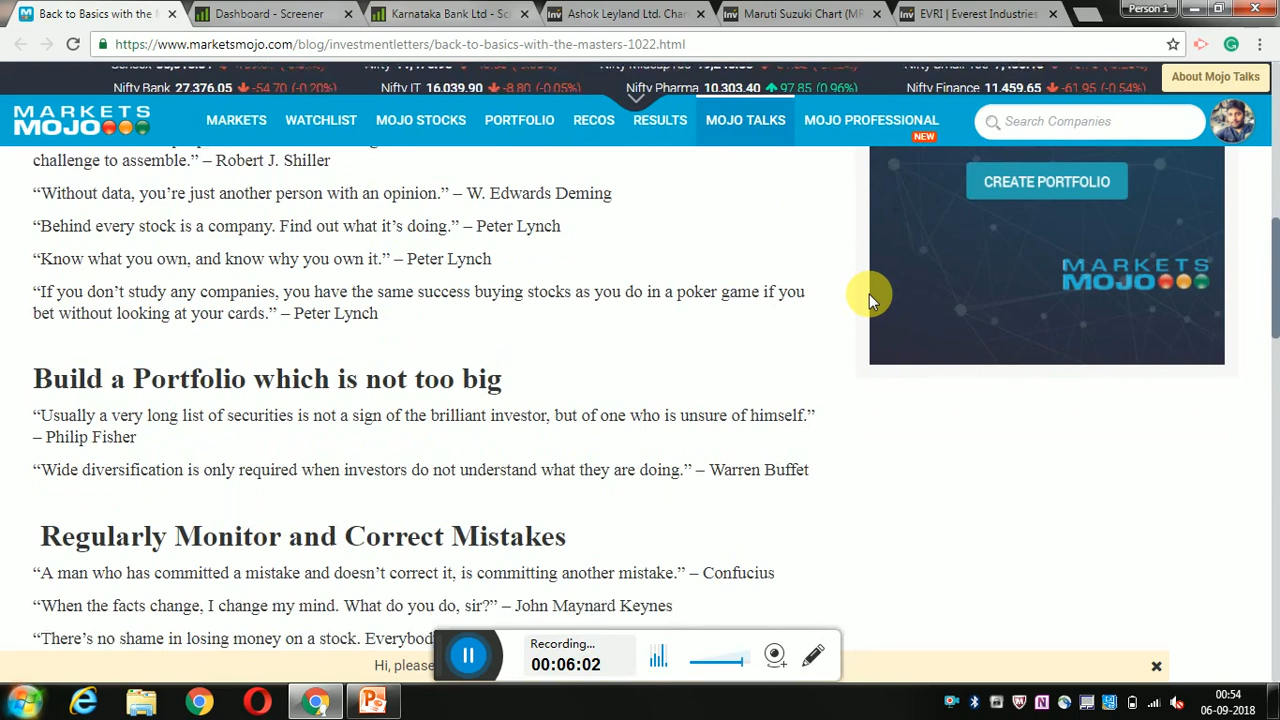 Back to Basics with the M
Dashboard - Screener
Karnataka Bank Ltd - Sc
Ashok Leyland Ltd. Char
Maruti Suzuki Chart (MR
EVRI | Everest Industries
Person 1
https://www.marketsmojo.com/blog/investmentletters/back-to-basics-with-the-masters-1022.html
About Mojo Talks
Nifty Bank 27,376.05 -54.70 (-0.20%)
Nifty IT 16,039.90 -8.80 (-0.05%)
Nifty Pharma 10,303.40 97.85 (0.96%)
Nifty Finance 11,459.65 -61.95 (-0.54%)
MARKETS
MOJO
MARKETS
WATCHLIST
MOJO STOCKS
PORTFOLIO
RECOS
RESULTS
MOJO TALKS
MOJO PROFESSIONAL
NEW
Search Companies
challenge to assemble.” – Robert J. Shiller
“Without data, you’re just another person with an opinion.” – W. Edwards Deming
“Behind every stock is a company. Find out what it’s doing.” – Peter Lynch
“Know what you own, and know why you own it.” – Peter Lynch
“If you don’t study any companies, you have the same success buying stocks as you do in a poker game if you
bet without looking at your cards.” – Peter Lynch
CREATE PORTFOLIO
MARKETS
MOJO
Build a Portfolio which is not too big
“Usually a very long list of securities is not a sign of the brilliant investor, but of one who is unsure of himself.”
– Philip Fisher
“Wide diversification is only required when investors do not understand what they are doing.” – Warren Buffet
Regularly Monitor and Correct Mistakes
“A man who has committed a mistake and doesn’t correct it, is committing another mistake.” – Confucius
“When the facts change, I change my mind. What do you do, sir?” – John Maynard Keynes
“There’s no shame in losing money on a stock. Everybod
Hi, please
Recording...
00:06:02
00:54
06-09-2018